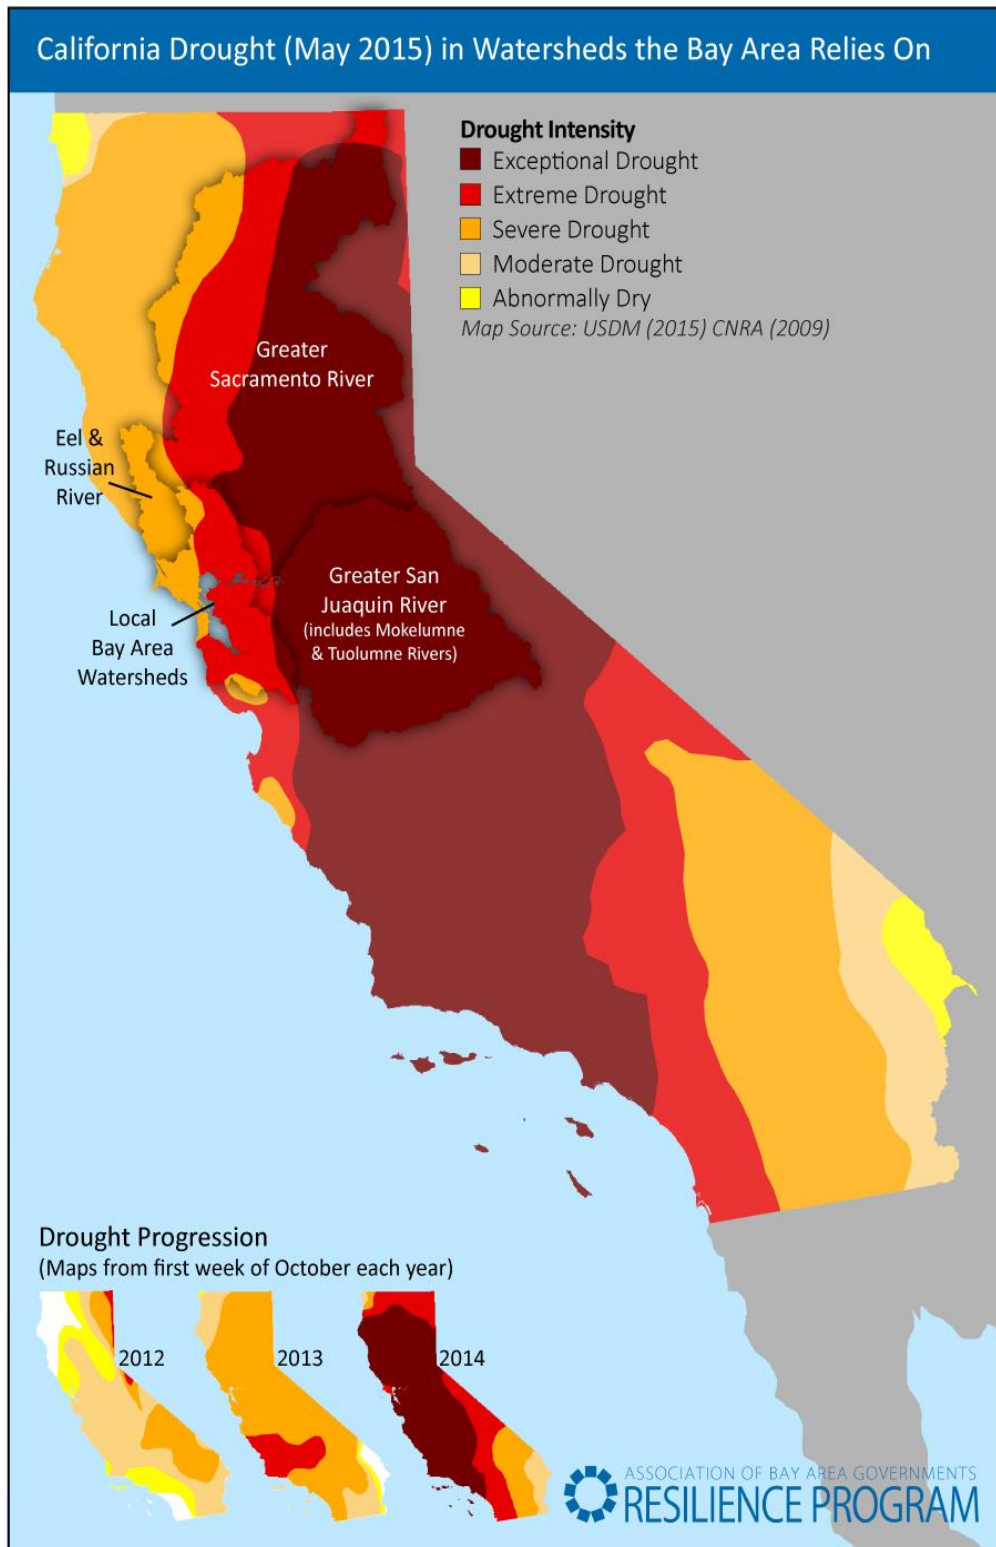 California Drought (May 2015) in Watersheds the Bay Area Relies On
Drought Intensity
Exceptional Drought
Extreme Drought
Severe Drought
Moderate Drought
Abnormally Dry
Map Source: USDM (2015) CNRA (2009)
Greater
Sacramento River
Eel &
Russian
River
Greater San
Juaquin River
(includes Mokelumne
& Tuolumne Rivers)
Local
Bay Area
Watersheds
Drought Progression
(Maps from first week of October each year)
2012
2013
2014
ASSOCIATION OF BAY AREA GOVERNMENTS
RESILIENCE PROGRAM